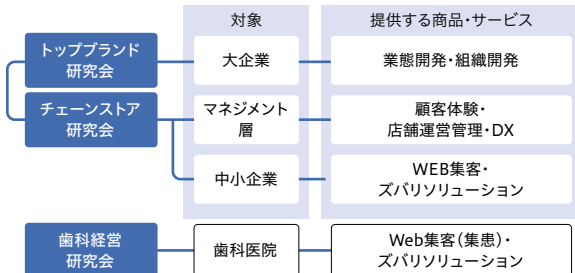 対象
提供する商品・サービス
トップブランド
研究会
大企業
業態開発・組織開発
チェーンストア
研究会
マネジメント
層
顧客体験・
店舗運営管理・DX
中小企業
WEB集客・
ズバリソリューション
歯科経営
研究会
歯科医院
Web集客(集患)・
ズバリソリューション